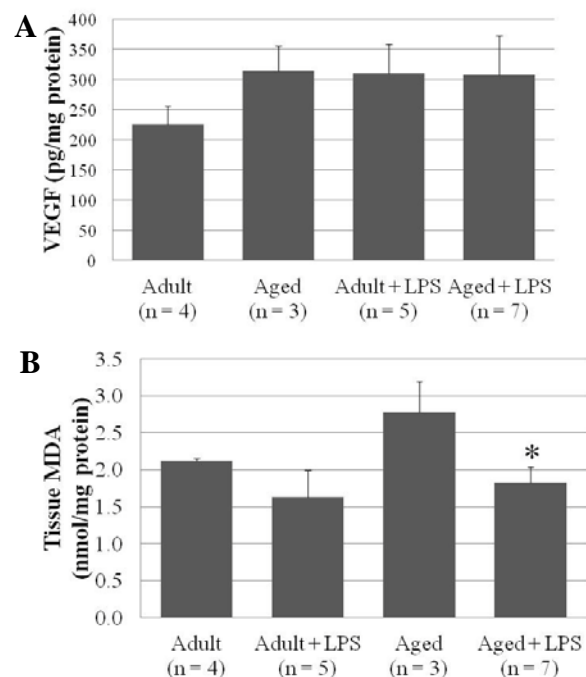 A
VEGF (pg/mg protein)
400
350
300
250
200
150
100
50
0
Adult Aged Adult+LPS Aged+LPS
(n = 4) (n = 3) (n = 5) (n = 7)
B
Tissue MDA
(nmol/mg protein)
3.5
3.0
2.5
2.0
1.5
1.0
0.5
0.0
*
Adult Adult+LPS Aged Aged+LPS
(n = 4) (n = 5) (n = 3) (n = 7)